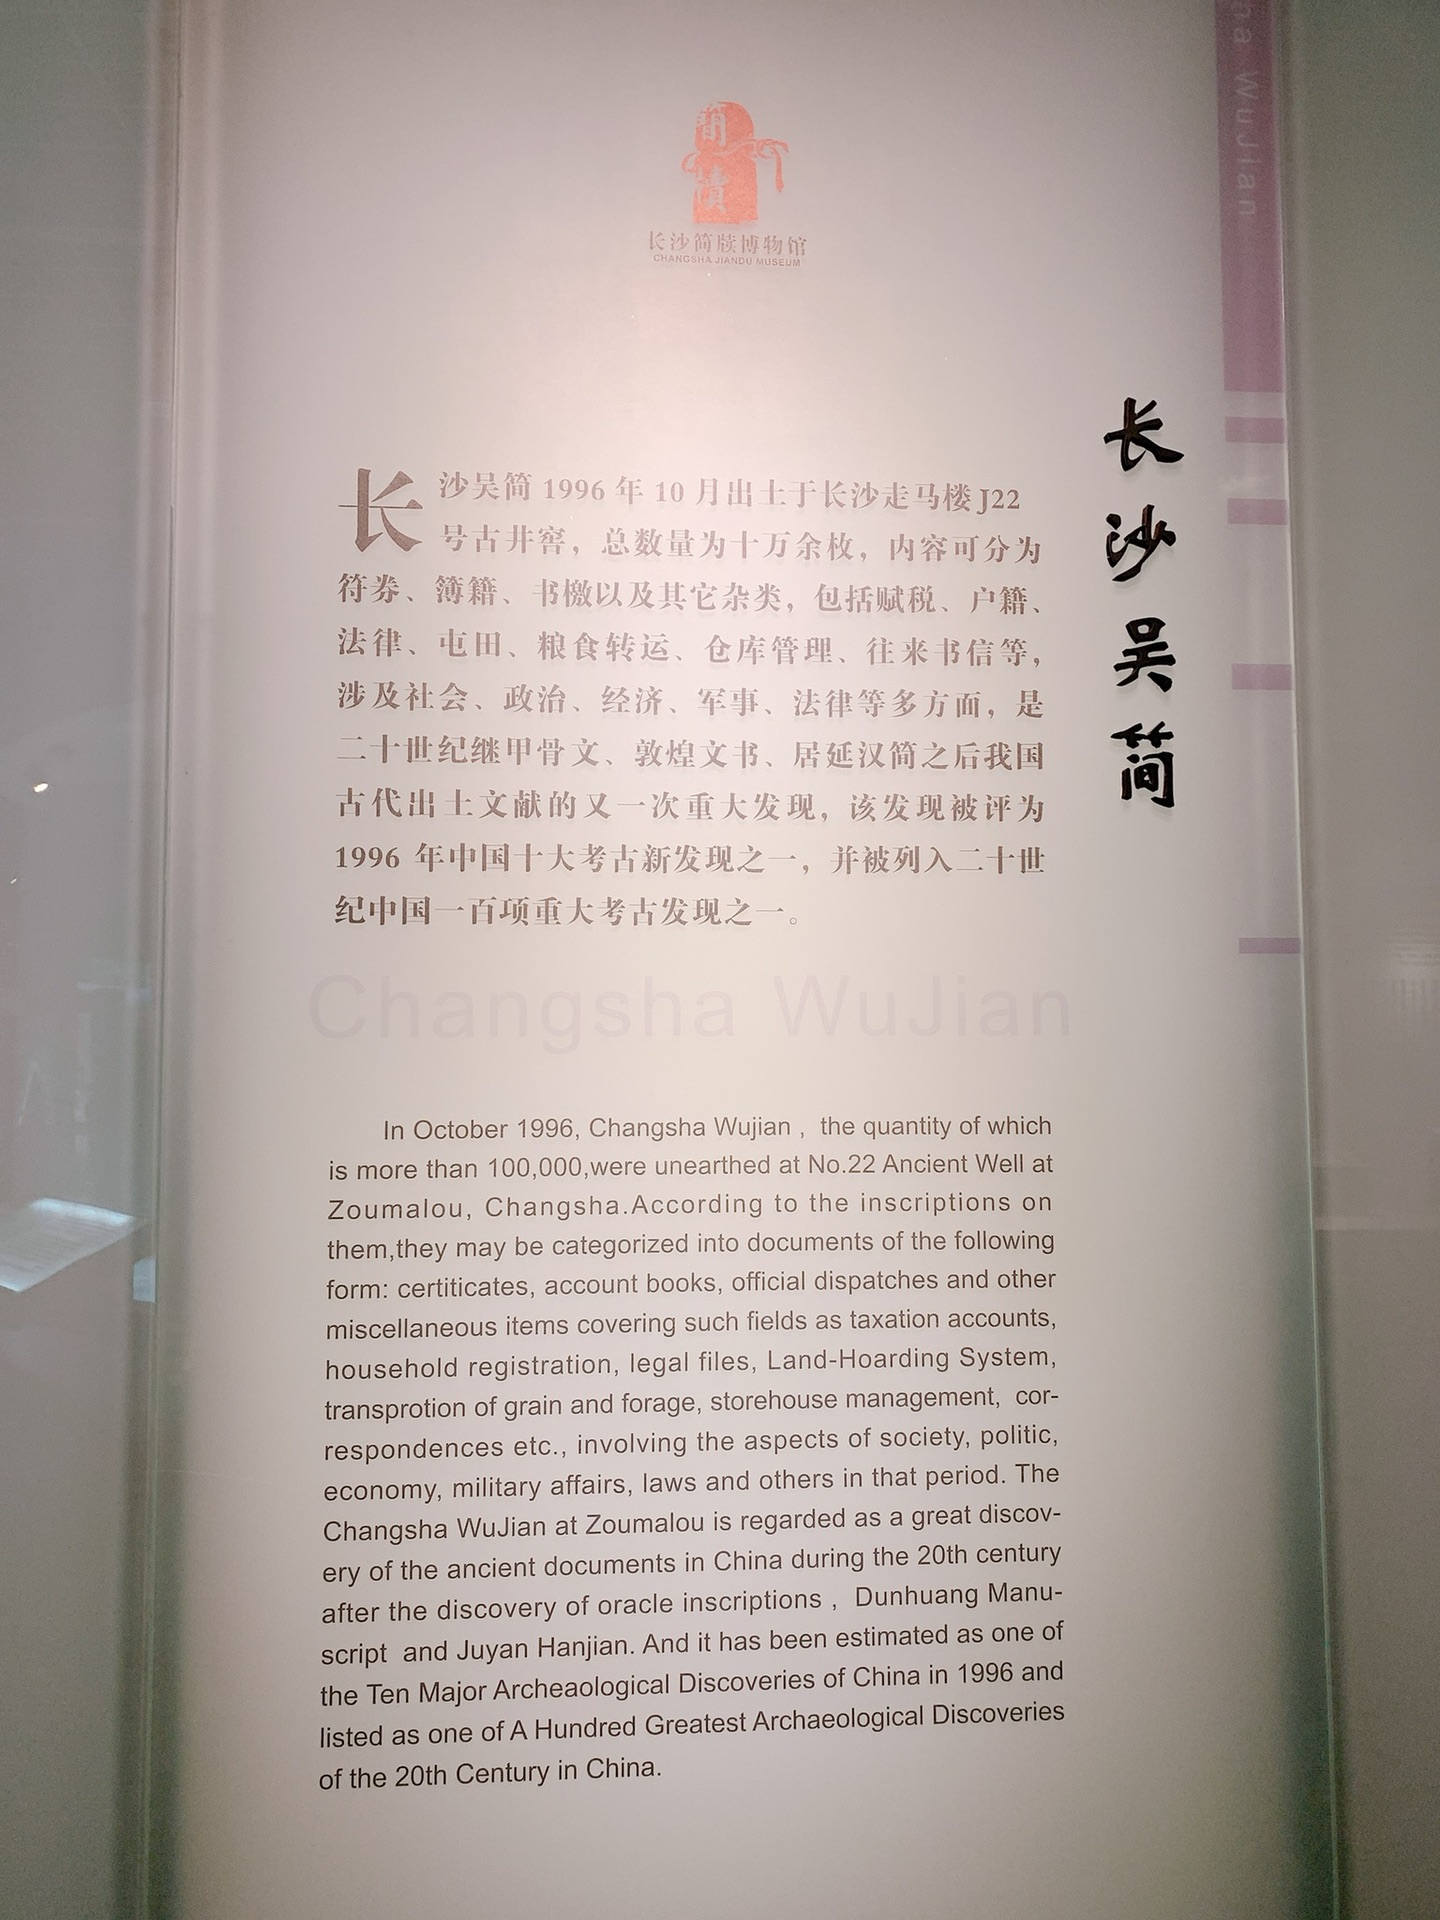 簡牘
长沙简牍博物馆
CHANGSHA JIANDU MUSEUM
WuJian
长沙吴简
长沙吴简 1996 年 10 月出土于长沙走马楼 J22
号古井窖，总数量为十万余枚，内容可分为
符券、簿籍、书檄以及其它杂类，包括赋税、户籍、
法律、屯田、粮食转运、仓库管理、往来书信等，
涉及社会、政治、经济、军事、法律等多方面，是
二十世纪继甲骨文、敦煌文书、居延汉简之后我国
古代出土文献的又一次重大发现，该发现被评为
1996 年中国十大考古新发现之一，并被列入二十世
纪中国一百项重大考古发现之一。
Changsha WuJian
In October 1996, Changsha Wujian , the quantity of which
is more than 100,000,were unearthed at No.22 Ancient Well at
Zoumalou, Changsha.According to the inscriptions on
them,they may be categorized into documents of the following
form: certiticates, account books, official dispatches and other
miscellaneous items covering such fields as taxation accounts,
household registration, legal files, Land-Hoarding System,
transprotion of grain and forage, storehouse management, cor-
respondences etc., involving the aspects of society, politic,
economy, military affairs, laws and others in that period. The
Changsha WuJian at Zoumalou is regarded as a great discov-
ery of the ancient documents in China during the 20th century
after the discovery of oracle inscriptions , Dunhuang Manu-
script and Juyan Hanjian. And it has been estimated as one of
the Ten Major Archeaological Discoveries of China in 1996 and
listed as one of A Hundred Greatest Archaeological Discoveries
of the 20th Century in China.